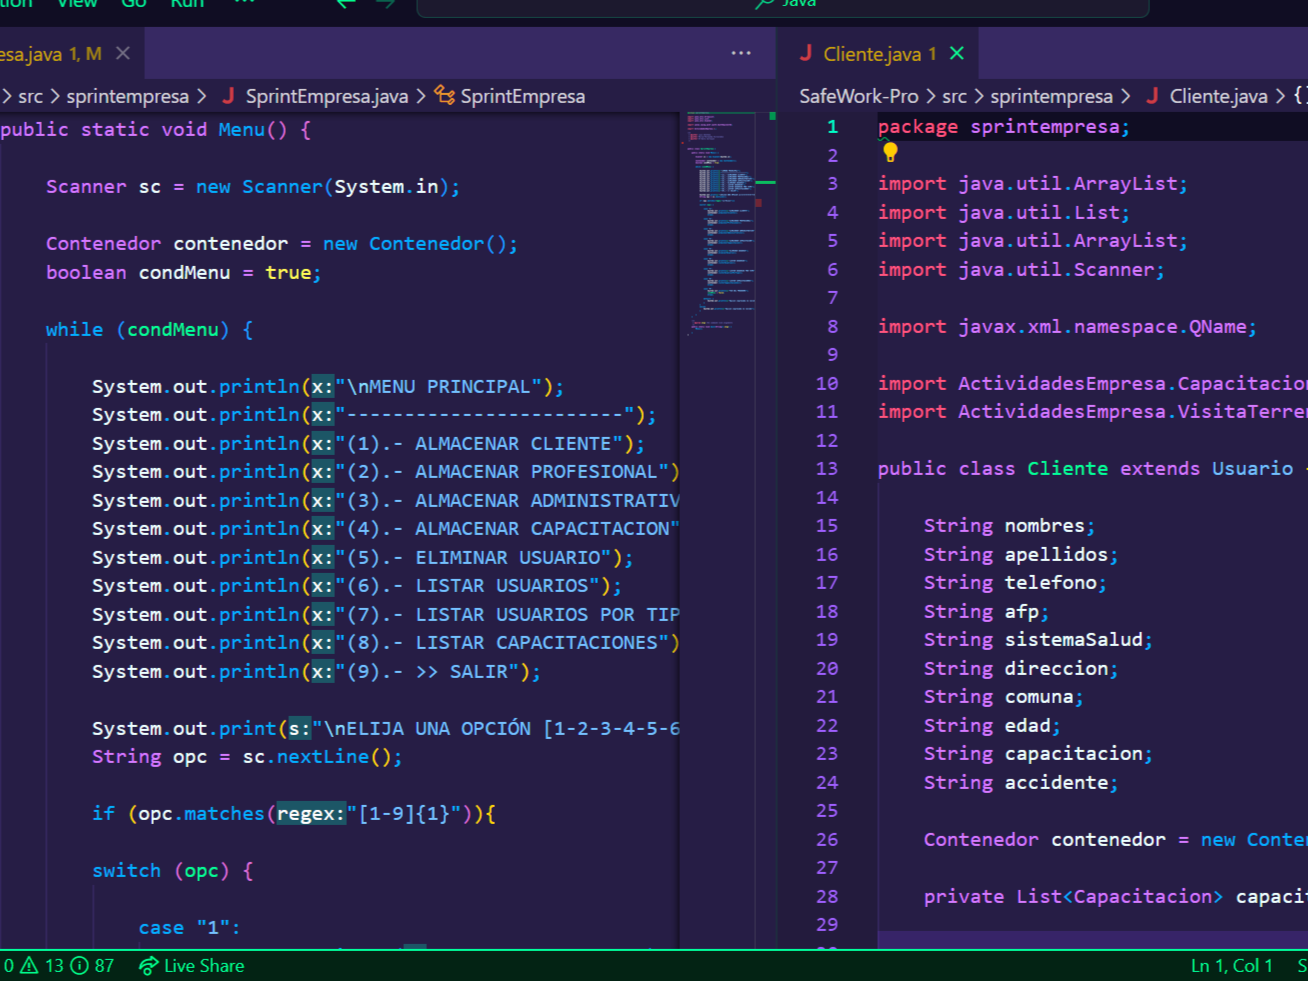 View Go Run ...
Java
esa.java 1, M
...
J Cliente.java 1
> src > sprintempresa > J SprintEmpresa.java > SprintEmpresa
SafeWork-Pro > src > sprintempresa > J Cliente.java > {
public static void Menu() {
Scanner sc = new Scanner(System.in);
Contenedor contenedor = new Contenedor();
boolean condMenu = true;
while (condMenu) {
System.out.println(x:"\nMENU PRINCIPAL");
System.out.println(x:"------------------------");
System.out.println(x:"(1).- ALMACENAR CLIENTE");
System.out.println(x:"(2).- ALMACENAR PROFESIONAL")
System.out.println(x:"(3).- ALMACENAR ADMINISTRATIV
System.out.println(x:"(4).- ALMACENAR CAPACITACION"
System.out.println(x:"(5).- ELIMINAR USUARIO");
System.out.println(x:"(6).- LISTAR USUARIOS");
System.out.println(x:"(7).- LISTAR USUARIOS POR TIP
System.out.println(x:"(8).- LISTAR CAPACITACIONES")
System.out.println(x:"(9).- >> SALIR");
System.out.print(s:"\nELIJA UNA OPCIÓN [1-2-3-4-5-6
String opc = sc.nextLine();
if (opc.matches(regex:"[1-9]{1}")){
switch (opc) {
case "1":
1 package sprintempresa;
2
3 import java.util.ArrayList;
4 import java.util.List;
5 import java.util.ArrayList;
6 import java.util.Scanner;
7
8 import javax.xml.namespace.QName;
9
10 import ActividadesEmpresa.Capacitacion
11 import ActividadesEmpresa.VisitaTerren
12
13 public class Cliente extends Usuario {
14
15 String nombres;
16 String apellidos;
17 String telefono;
18 String afp;
19 String sistemaSalud;
20 String direccion;
21 String comuna;
22 String edad;
23 String capacitacion;
24 String accidente;
25
26 Contenedor contenedor = new Conten
27
28 private List<Capacitacion> capacit
29
0 13 87 Live Share
Ln 1, Col 1 S